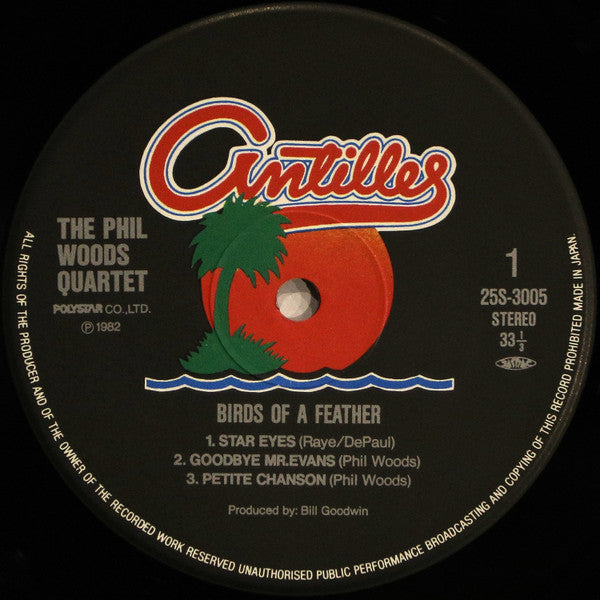 Antilles
THE PHIL
WOODS
QUARTET
POLYSTAR CO.,LTD.
℗ 1982
1
25S-3005
STEREO
33 1/3
BIRDS OF A FEATHER
1. STAR EYES (Raye/DePaul)
2. GOODBYE MR.EVANS (Phil Woods)
3. PETITE CHANSON (Phil Woods)
Produced by: Bill Goodwin
ALL RIGHTS OF THE PRODUCER AND OF THE OWNER OF THE RECORDED WORK RESERVED UNAUTHORISED PUBLIC PERFORMANCE BROADCASTING AND COPYING OF THIS RECORD PROHIBITED MADE IN JAPAN.